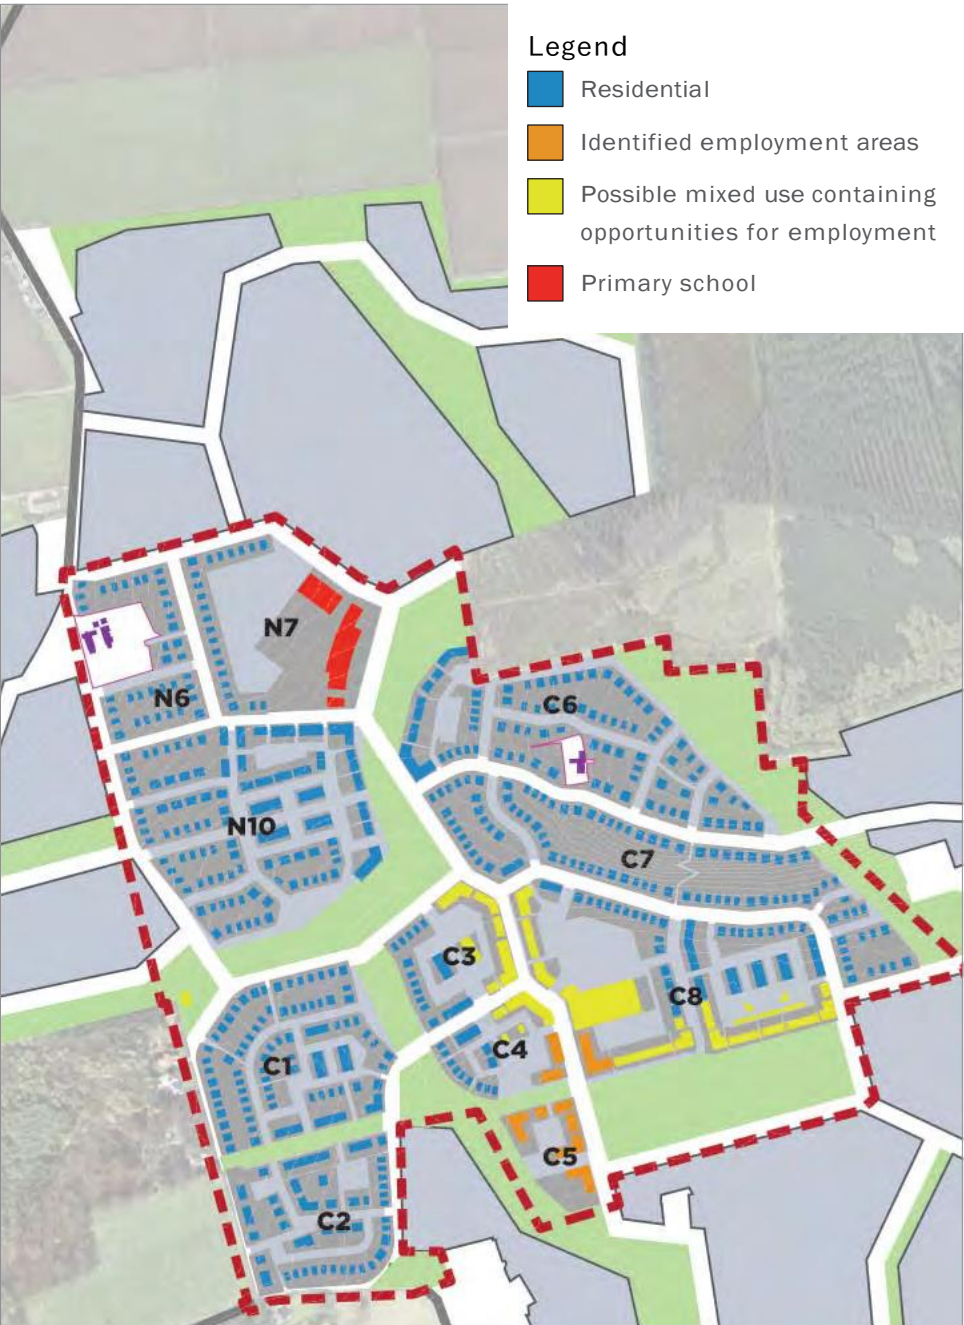 Legend
Residential
Identified employment areas
Possible mixed use containing
opportunities for employment
Primary school
N7
N6
C6
N10
C7
C3
C8
C4
C1
C5
C2